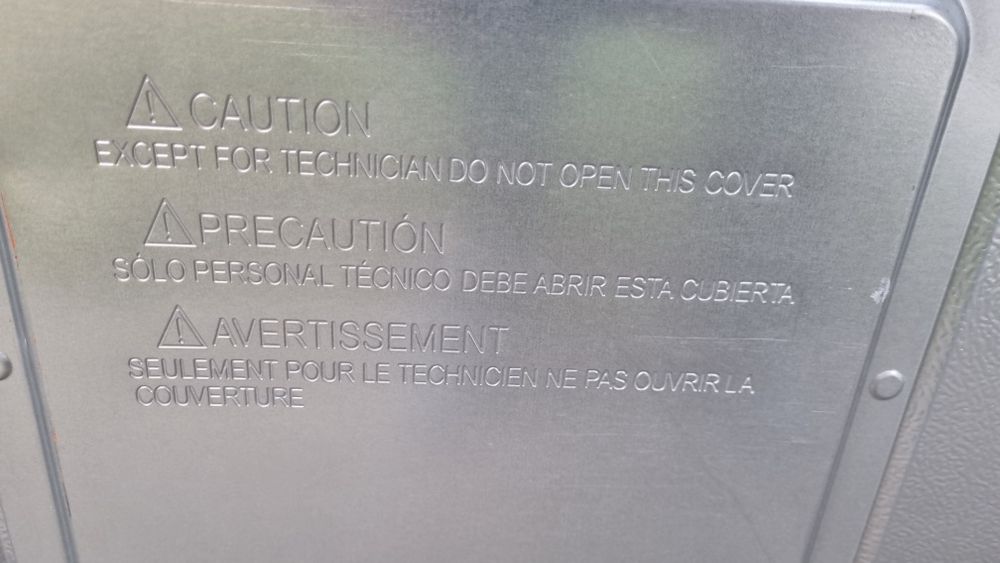 CAUTION
EXCEPT FOR TECHNICIAN DO NOT OPEN THIS COVER
PRECAUTIÓN
SÓLO PERSONAL TÉCNICO DEBE ABRIR ESTA CUBIERTA
AVERTISSEMENT
SEULEMENT POUR LE TECHNICIEN NE PAS OUVRIR LA
COUVERTURE